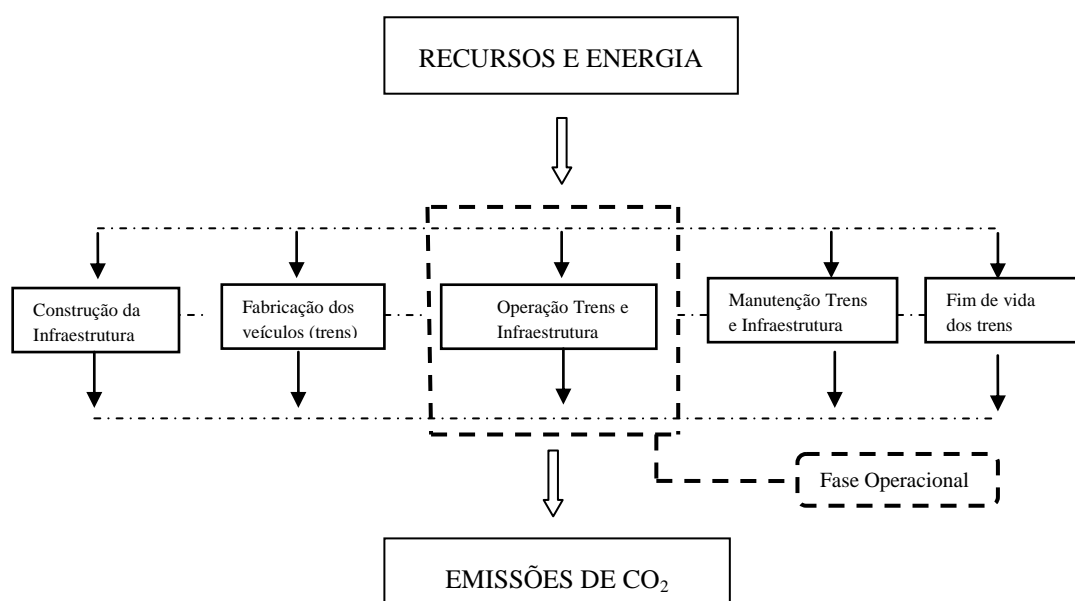 RECURSOS E ENERGIA
Construção da
Infraestrutura
Fabricação dos
veículos (trens)
Operação Trens e
Infraestrutura
Manutenção Trens
e Infraestrutura
Fim de vida
dos trens
Fase Operacional
EMISSÕES DE CO₂